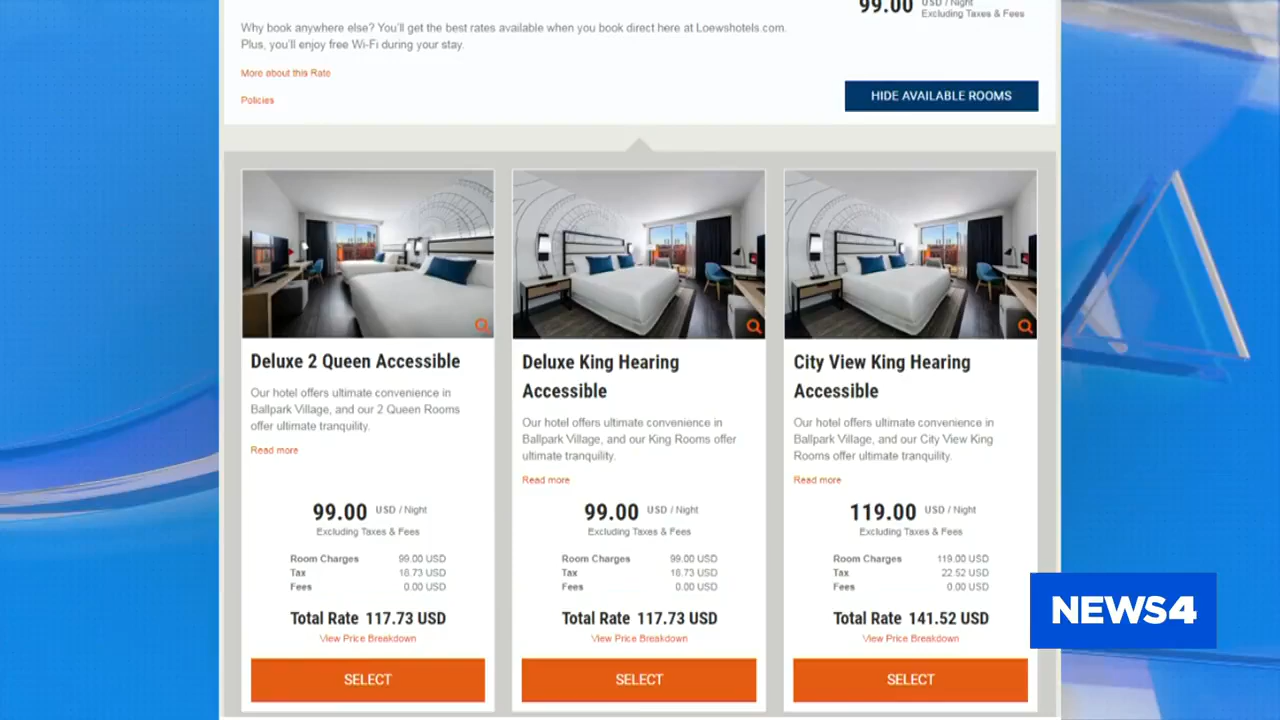 99.00 USD / Night
Excluding Taxes & Fees
Why book anywhere else? You'll get the best rates available when you book direct here at Loewshotels.com.
Plus, you'll enjoy free Wi-Fi during your stay.
More about this Rate
Policies
HIDE AVAILABLE ROOMS
Deluxe 2 Queen Accessible
Our hotel offers ultimate convenience in
Ballpark Village, and our 2 Queen Rooms
offer ultimate tranquility.
Read more
99.00 USD / Night
Excluding Taxes & Fees
Room Charges 99.00 USD
Tax 18.73 USD
Fees 0.00 USD
Total Rate 117.73 USD
View Price Breakdown
SELECT
Deluxe King Hearing
Accessible
Our hotel offers ultimate convenience in
Ballpark Village, and our King Rooms offer
ultimate tranquility.
Read more
99.00 USD / Night
Excluding Taxes & Fees
Room Charges 99.00 USD
Tax 18.73 USD
Fees 0.00 USD
Total Rate 117.73 USD
View Price Breakdown
SELECT
City View King Hearing
Accessible
Our hotel offers ultimate convenience in
Ballpark Village, and our City View King
Rooms offer ultimate tranquility.
Read more
119.00 USD / Night
Excluding Taxes & Fees
Room Charges 119.00 USD
Tax 22.52 USD
Fees 0.00 USD
Total Rate 141.52 USD
View Price Breakdown
SELECT
NEWS4